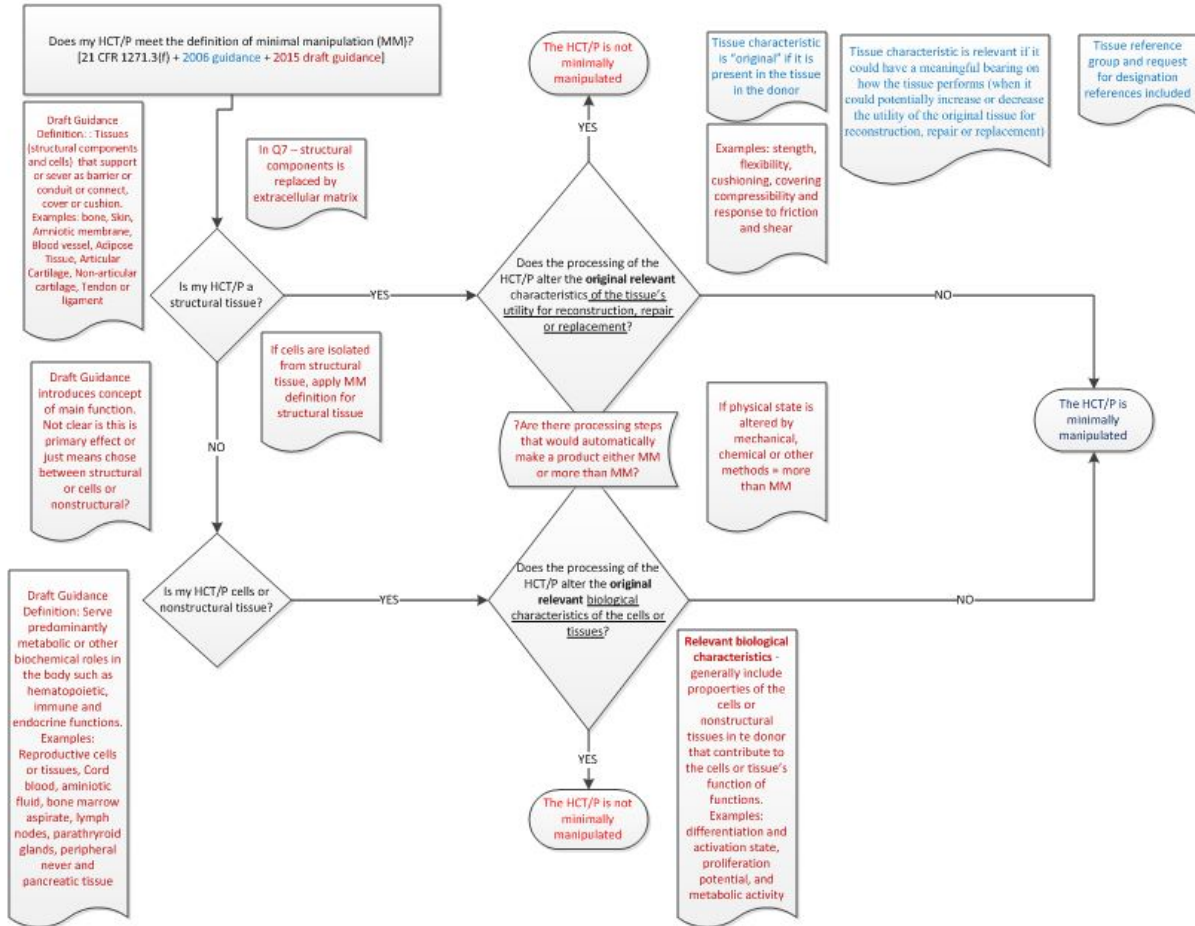 Does my HCT/P meet the definition of minimal manipulation (MM)?
[21 CFR 1271.3(f) + 2006 guidance + 2015 draft guidance]
The HCT/P is not
minimally
manipulated
Tissue characteristic
is "original" if it is
present in the tissue
in the donor
Tissue characteristic is relevant if it
could have a meaningful bearing on
how the tissue performs (when it
could potentially increase or decrease
the utility of the original tissue for
reconstruction, repair or replacement)
Tissue reference
group and request
for designation
references included
Draft Guidance
Definition: : Tissues
(structural components
and cells) that support
or sever as barrier or
conduit or connect,
cover or cushion.
Examples: bone, Skin,
Amniotic membrane,
Blood vessel, Adipose
Tissue, Articular
Cartilage, Non-articular
cartilage, Tendon or
ligament
In Q7 – structural
components is
replaced by
extracellular matrix
YES
Examples: stength,
flexibility,
cushioning, covering
compressibility and
response to friction
and shear
Is my HCT/P a
structural tissue?
YES
Does the processing of the
HCT/P alter the original relevant
characteristics of the tissue's
utility for reconstruction, repair
or replacement?
NO
If cells are isolated
from structural
tissue, apply MM
definition for
structural tissue
Draft Guidance
introduces concept
of main function.
Not clear is this is
primary effect or
just means chose
between structural
or cells or
nonstructural?
NO
?Are there processing steps
that would automatically
make a product either MM
or more than MM?
If physical state is
altered by
mechanical,
chemical or other
methods = more
than MM
The HCT/P is
minimally
manipulated
Is my HCT/P cells or
nonstructural tissue?
YES
Does the processing of the
HCT/P alter the original
relevant biological
characteristics of the cells or
tissues?
NO
Draft Guidance
Definition: Serve
predominantly
metabolic or other
biochemical roles in
the body such as
hematopoietic,
immune and
endocrine functions.
Examples:
Reproductive cells
or tissues, Cord
blood, aminiotic
fluid, bone marrow
aspirate, lymph
nodes, parathryroid
glands, peripheral
never and
pancreatic tissue
Relevant biological
characteristics -
generally include
propoerties of the
cells or
nonstructural
tissues in te donor
that contribute to
the cells or tissue's
function of
functions.
Examples:
differentiation and
activation state,
proliferation
potential, and
metabolic activity
YES
The HCT/P is not
minimally
manipulated